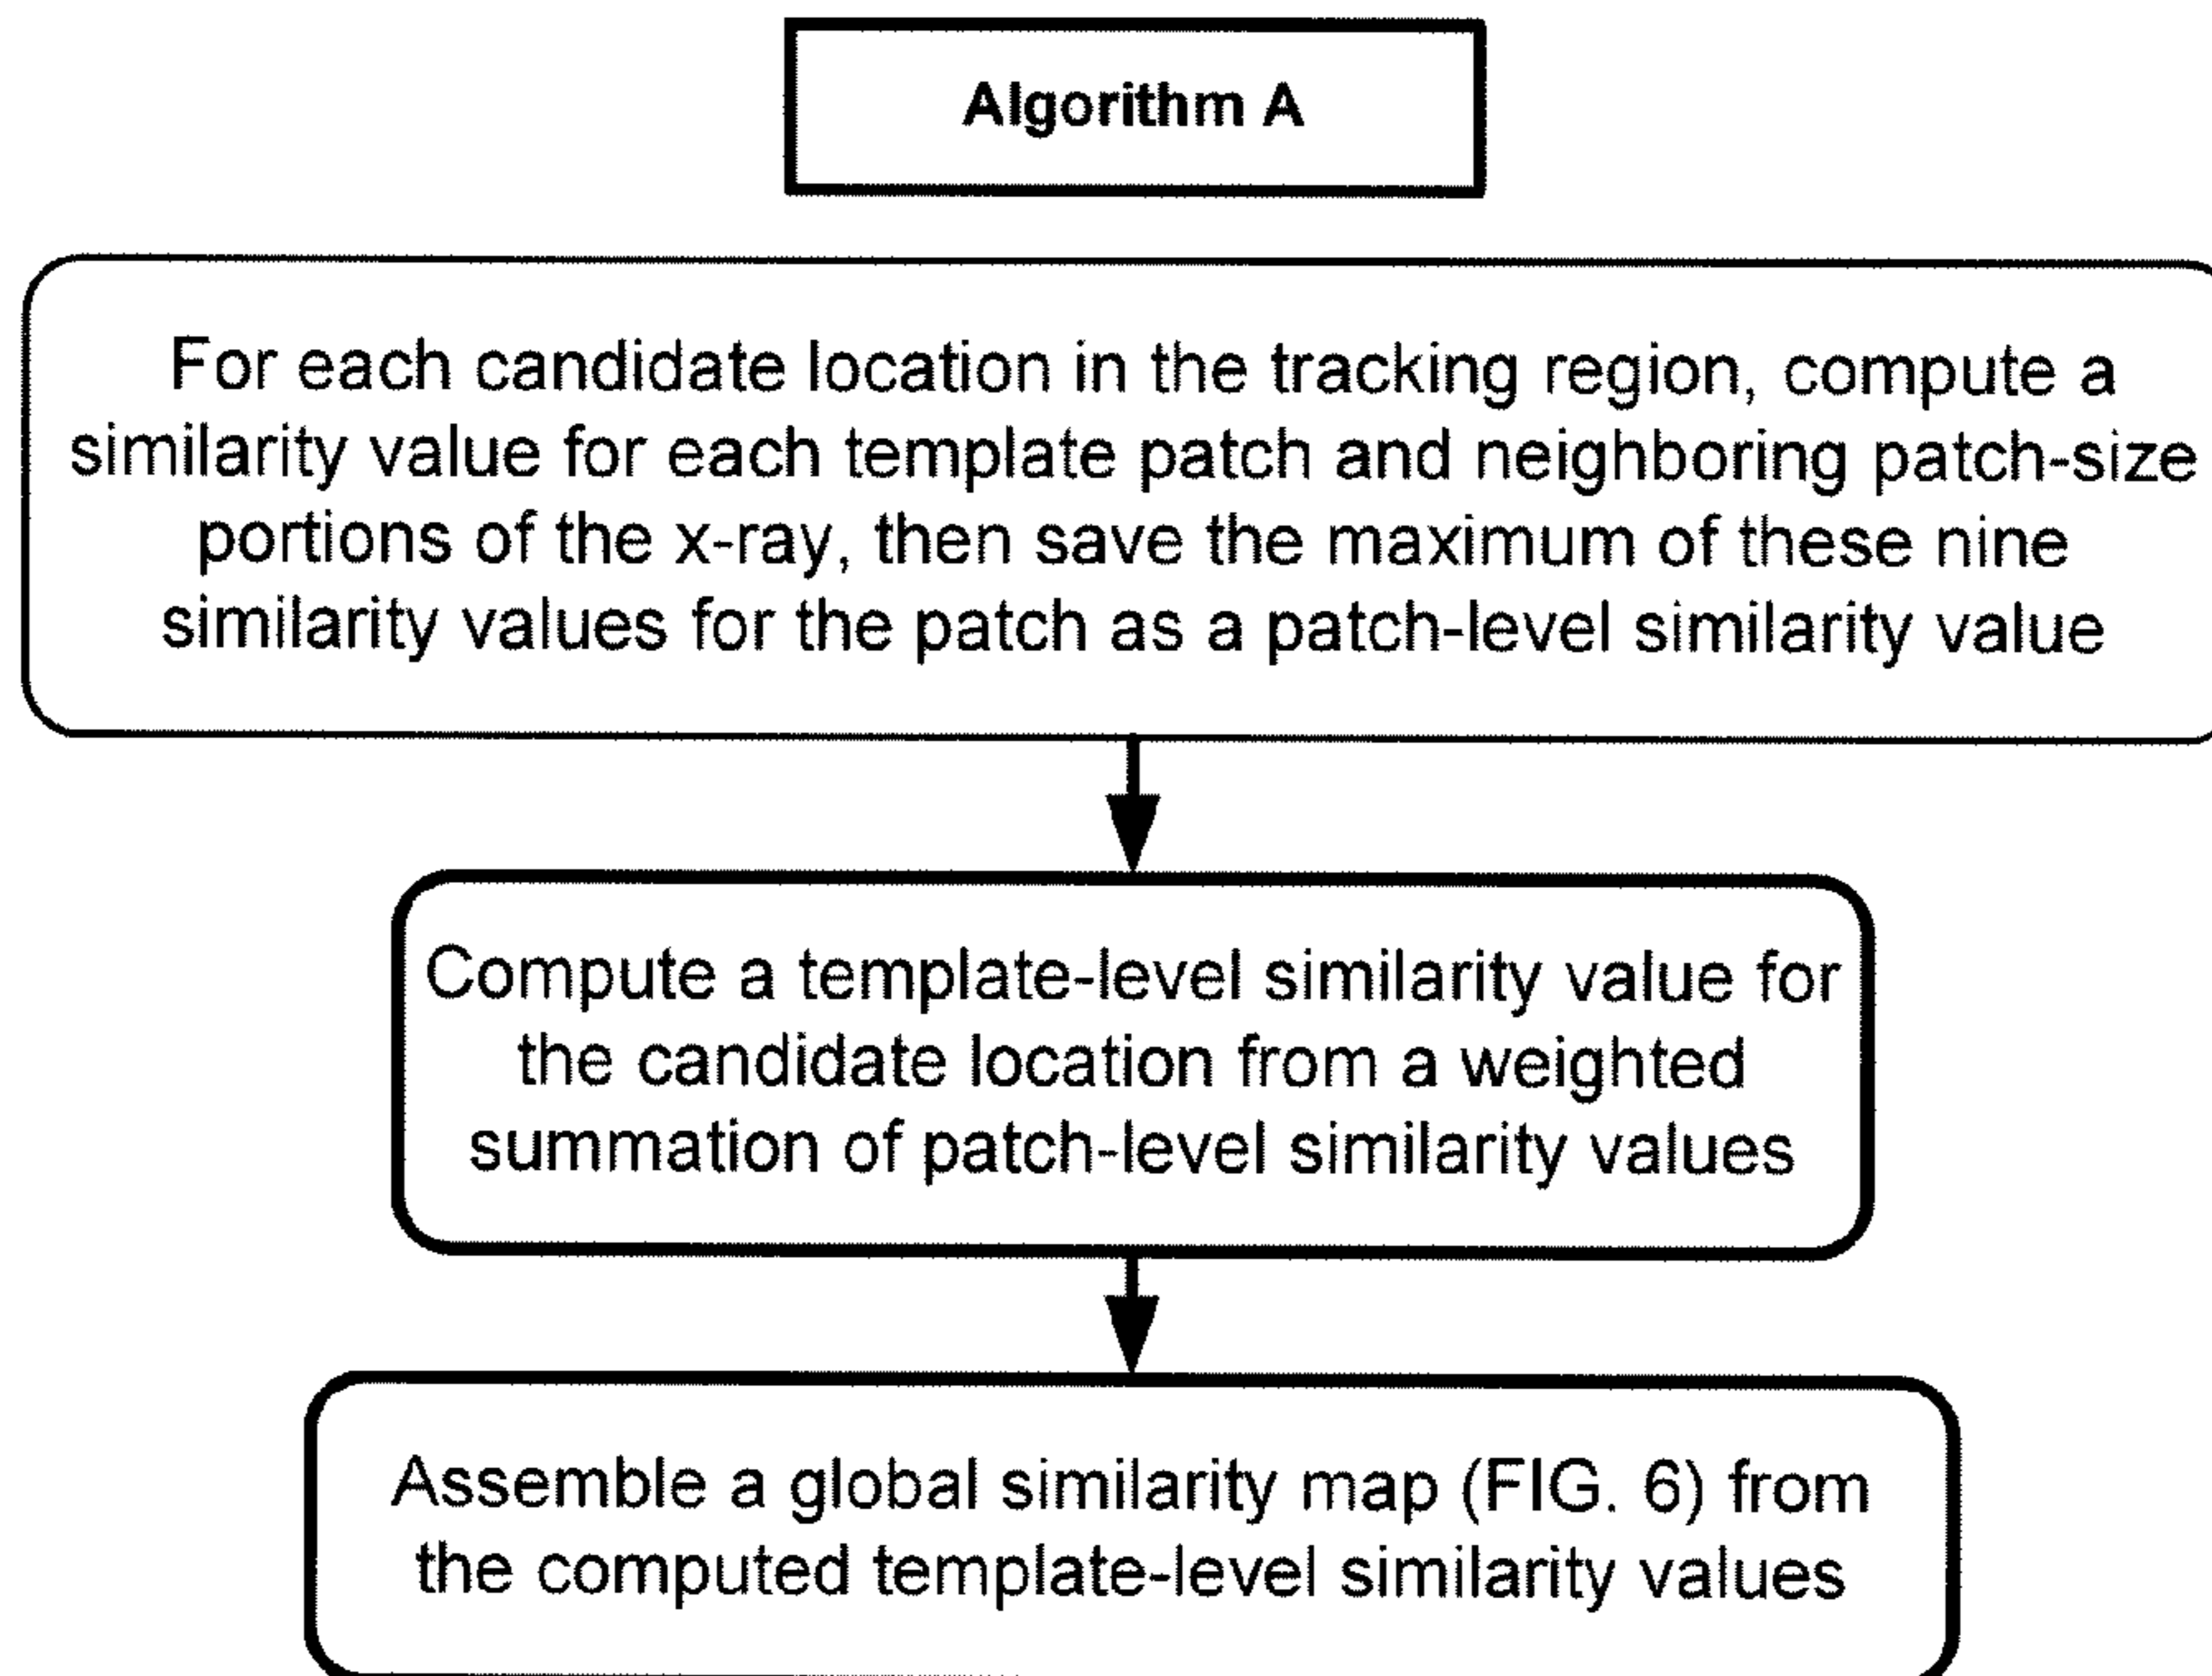 Algorithm A
For each candidate location in the tracking region, compute a
similarity value for each template patch and neighboring patch-size
portions of the x-ray, then save the maximum of these nine
similarity values for the patch as a patch-level similarity value
Compute a template-level similarity value for
the candidate location from a weighted
summation of patch-level similarity values
Assemble a global similarity map (FIG. 6) from
the computed template-level similarity values